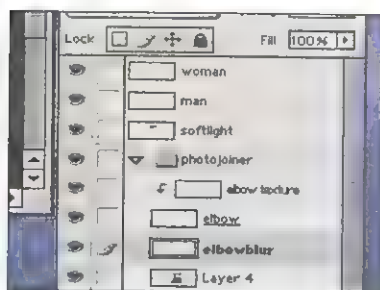 Lock Fill 100%
woman
man
softlight
photojoiner
elbow texture
elbow
elbowblur
Layer 4